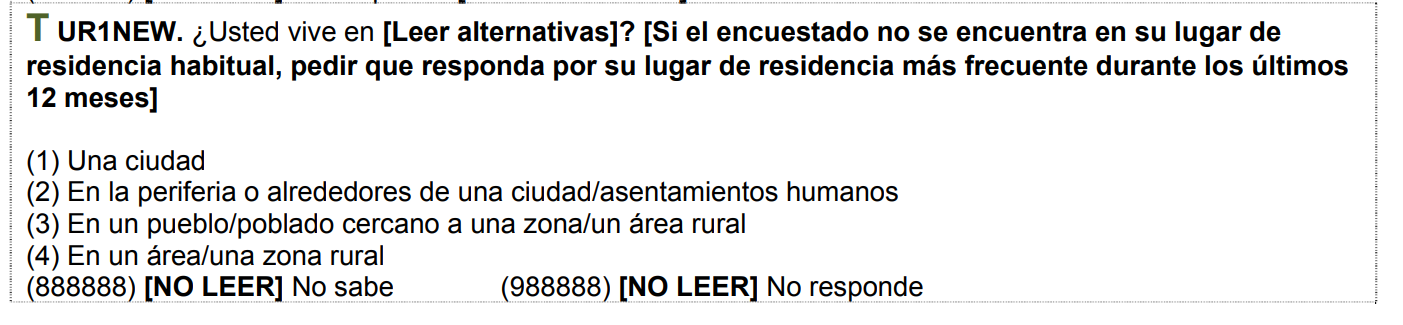 T UR1NEW. ¿Usted vive en [Leer alternativas]? [Si el encuestado no se encuentra en su lugar de
residencia habitual, pedir que responda por su lugar de residencia más frecuente durante los últimos
12 meses]
(1) Una ciudad
(2) En la periferia o alrededores de una ciudad/asentamientos humanos
(3) En un pueblo/poblado cercano a una zona/un área rural
(4) En un área/una zona rural
(888888) [NO LEER] No sabe (988888) [NO LEER] No responde